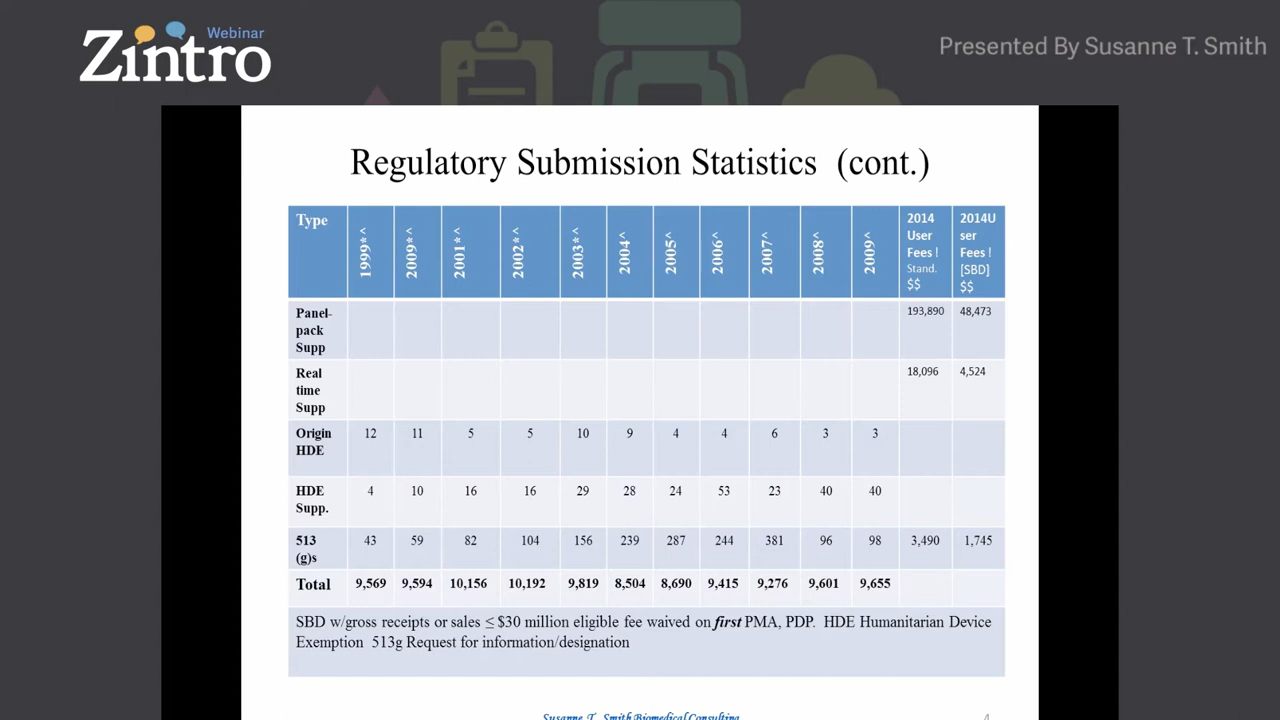 Webinar
Zintro
Presented By Susanne T. Smith
Regulatory Submission Statistics (cont.)
Type 1999*^ 2009*^ 2001*^ 2002*^ 2003*^ 2004^ 2005^ 2006^ 2007^ 2008^ 2009^ 2014 User Fees ! Stand. $$ 2014U ser Fees ! [SBD] $$
Panel-pack Supp 193,890 48,473
Real time Supp 18,096 4,524
Origin HDE 12 11 5 5 10 9 4 4 6 3 3
HDE Supp. 4 10 16 16 29 28 24 53 23 40 40
513 (g)s 43 59 82 104 156 239 287 244 381 96 98 3,490 1,745
Total 9,569 9,594 10,156 10,192 9,819 8,504 8,690 9,415 9,276 9,601 9,655
SBD w/gross receipts or sales ≤ $30 million eligible fee waived on first PMA, PDP. HDE Humanitarian Device
Exemption 513g Request for information/designation
Susanne T. Smith Biomedical Consulting
4